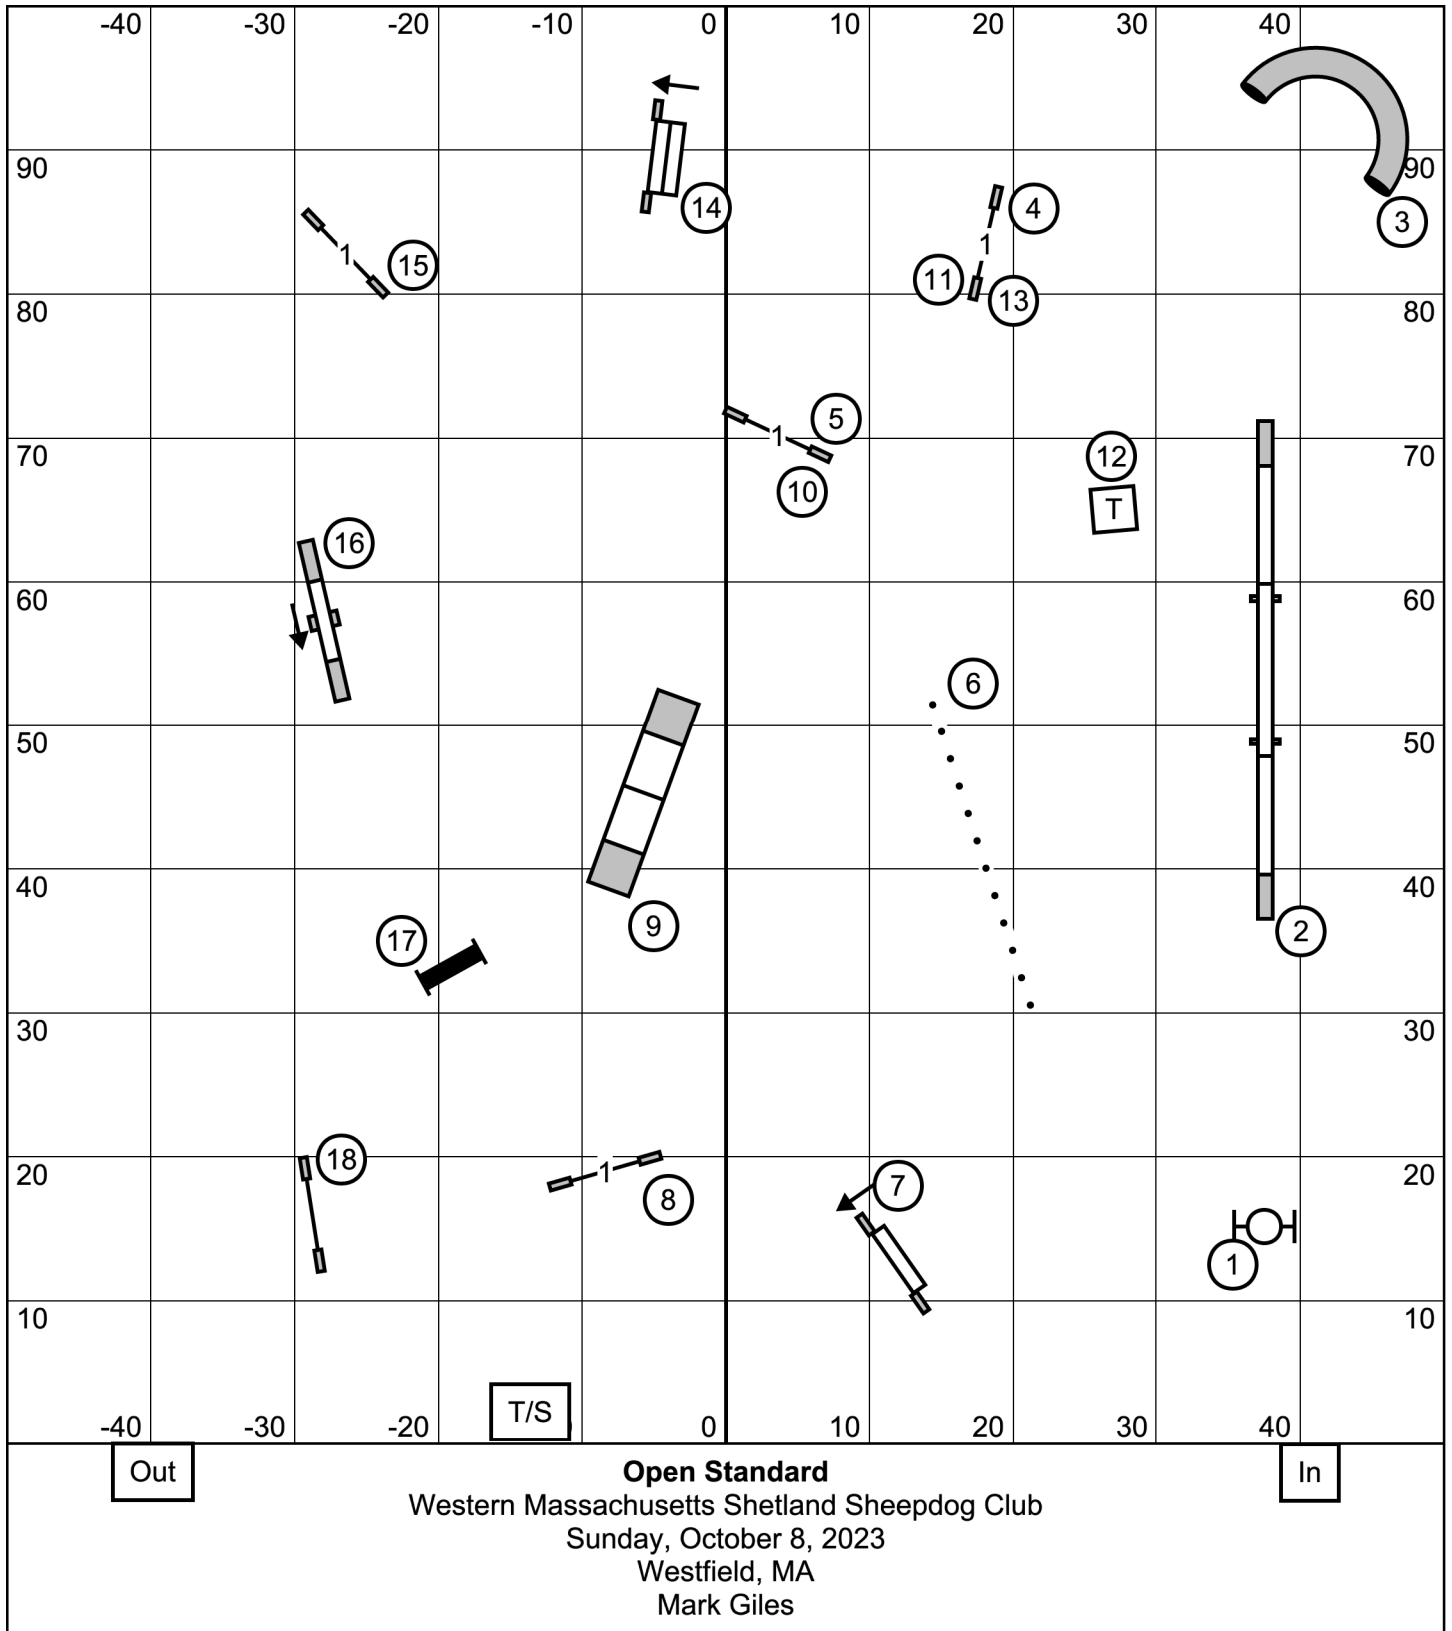 -40 -30 -20 -10 0 10 20 30 40
90 90
14 4 3
1
15 1 11 13
80 80
5
1
70 12 70
10 T
16
60 60
6
50 50
40 40
17 9 2
30 30
18
20 1 8 7 20
1
10 10
T/S
-40 -30 -20 0 10 20 30 40
Out In
Open Standard
Western Massachusetts Shetland Sheepdog Club
Sunday, October 8, 2023
Westfield, MA
Mark Giles